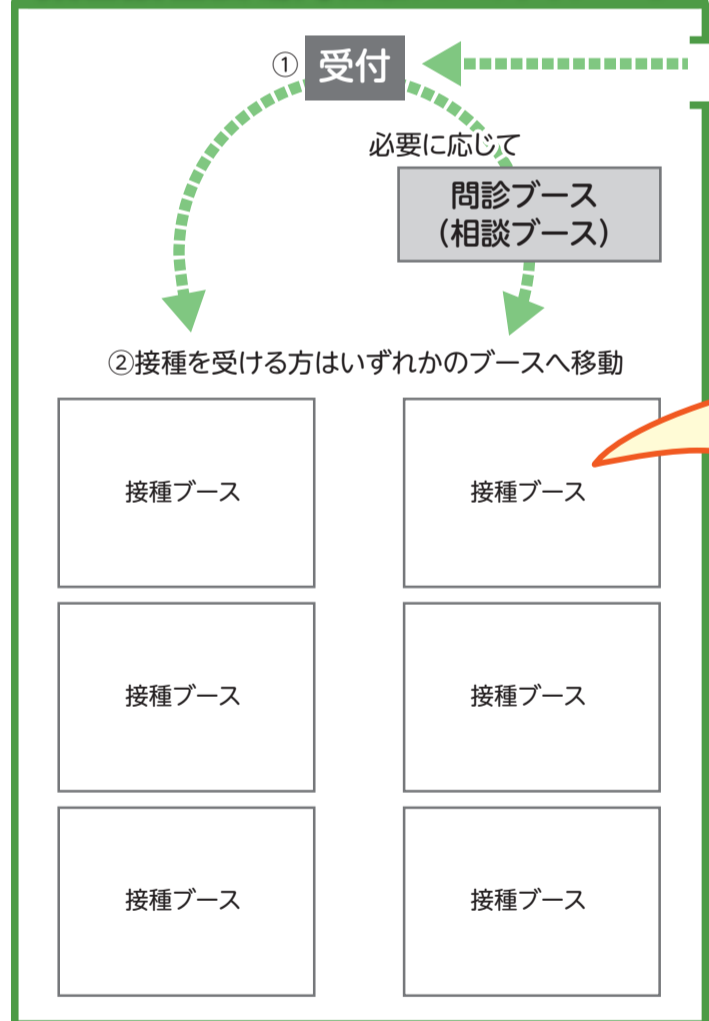 ① 受付
必要に応じて
問診ブース
（相談ブース）
②接種を受ける方はいずれかのブースへ移動
接種ブース
接種ブース
接種ブース
接種ブース
接種ブース
接種ブース